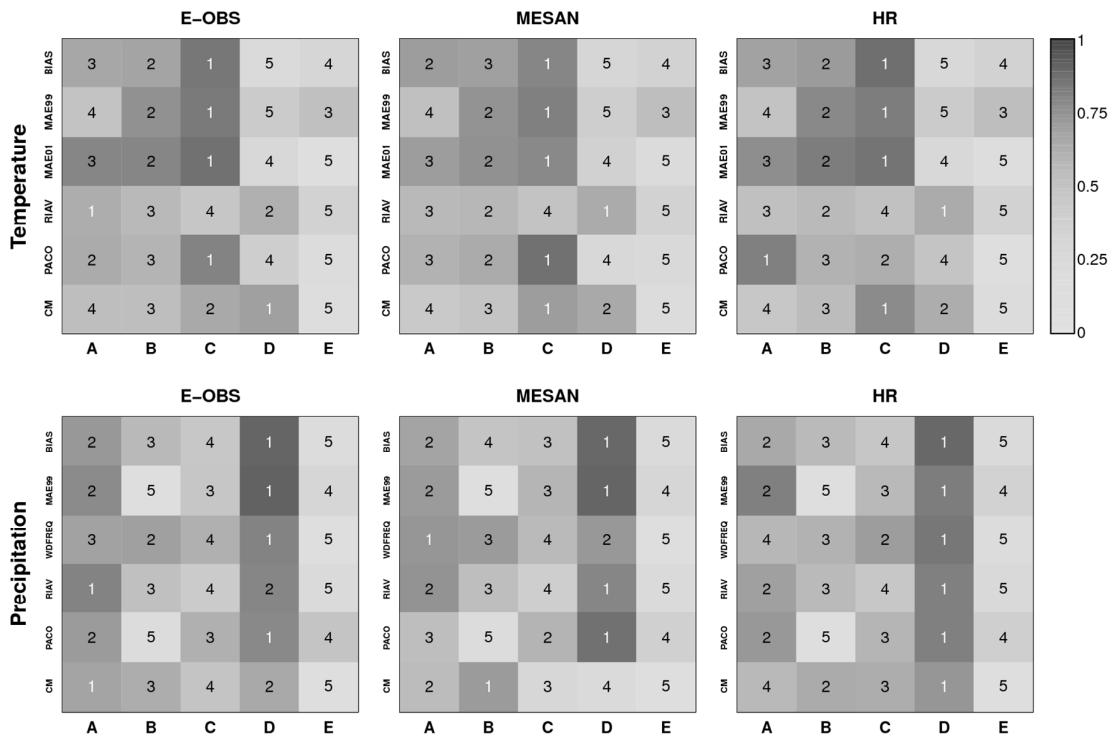 E-OBS MESAN HR
BIAS 3 2 1 5 4 BIAS 2 3 1 5 4 BIAS 3 2 1 5 4 1
MAE99 4 2 1 5 3 MAE99 4 2 1 5 3 MAE99 4 2 1 5 3 0.75
MAE01 3 2 1 4 5 MAE01 3 2 1 4 5 MAE01 3 2 1 4 5
Temperature
RIAV 1 3 4 2 5 RIAV 3 2 4 1 5 RIAV 3 2 4 1 5 0.5
PACO 2 3 1 4 5 PACO 3 2 1 4 5 PACO 1 3 2 4 5 0.25
CM 4 3 2 1 5 CM 4 3 1 2 5 CM 4 3 1 2 5 0
A B C D E A B C D E A B C D E
E-OBS MESAN HR
BIAS 2 3 4 1 5 BIAS 2 4 3 1 5 BIAS 2 3 4 1 5
MAE99 2 5 3 1 4 MAE99 2 5 3 1 4 MAE99 2 5 3 1 4
WDFREQ 3 2 4 1 5 WDFREQ 1 3 4 2 5 WDFREQ 4 3 2 1 5
Precipitation
RIAV 1 3 4 2 5 RIAV 2 3 4 1 5 RIAV 2 3 4 1 5
PACO 2 5 3 1 4 PACO 3 5 2 1 4 PACO 2 5 3 1 4
CM 1 3 4 2 5 CM 2 1 3 4 5 CM 4 2 3 1 5
A B C D E A B C D E A B C D E